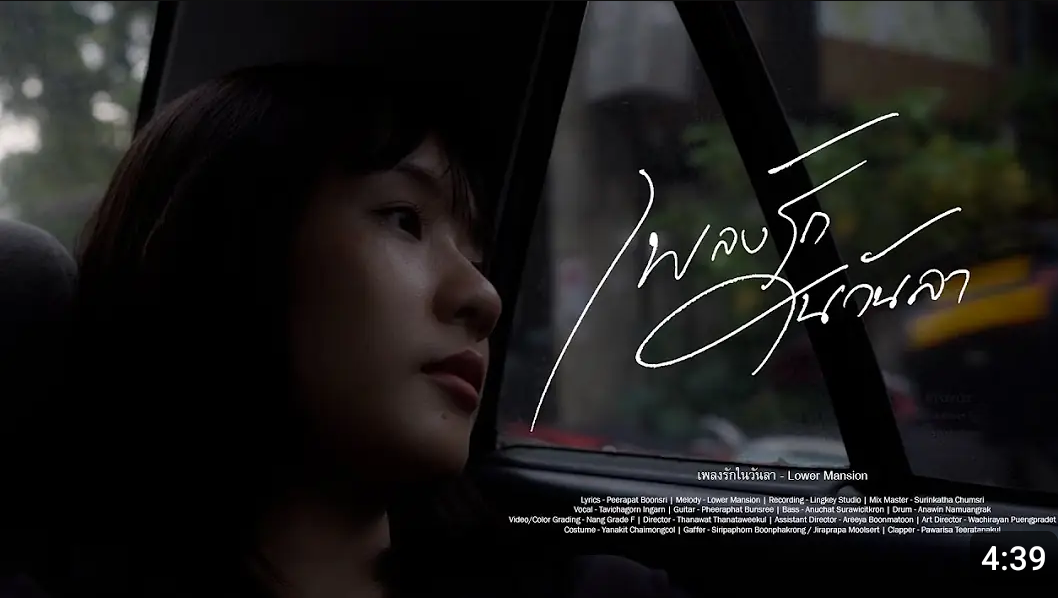 เพลงรัก
ในวันลา
เพลงรักในวันลา - Lower Mansion
Lyrics - Peerapat Boonsri | Melody - Lower Mansion | Recording - Lingkey Studio | Mix Master - Surinkatha Chumsri
Vocal - Tavichagorn Ingarn | Guitar - Pheeraphat Bunsree | Bass - Anuchat Surawicitkron | Drum - Anawin Namuangrak
Video/Color Grading - Nang Grade F | Director - Thanawat Thanataweekul | Assistant Director - Areeya Boonmatoon | Art Director - Wachirayan Puengpradet
Costume - Yanakit Chaimongcol | Gaffer - Siripaphorn Boonphakrong / Jiraprapa Moolsert | Clapper - Pawarisa Teeratanakul
4:39